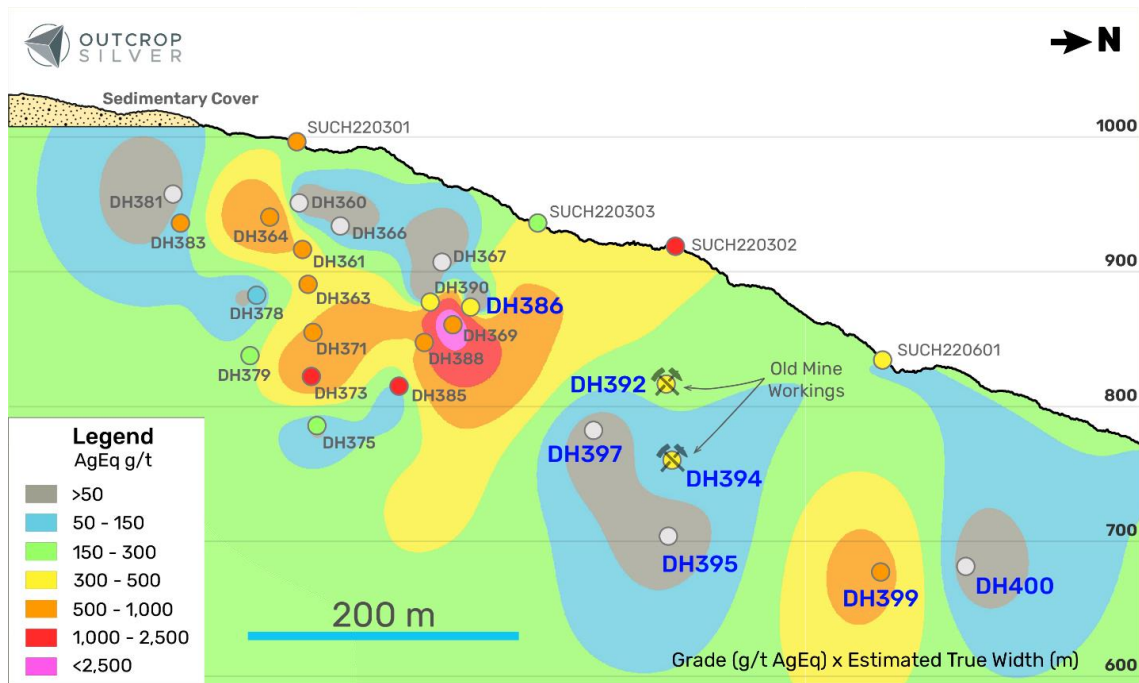 OUTCROP
SILVER
N
Sedimentary Cover
SUCH220301
1000
DH381
DH360
DH383
DH364
DH366
SUCH220303
DH361
DH367
SUCH220302
900
DH363
DH390
DH386
DH378
DH371
DH369
DH388
SUCH220601
DH379
DH373
DH385
DH392
Old Mine
Workings
800
DH375
DH397
DH394
Legend
AgEq g/t
>50
50 - 150
150 - 300
300 - 500
500 - 1,000
1,000 - 2,500
<2,500
700
DH395
DH399
DH400
200 m
Grade (g/t AgEq) x Estimated True Width (m)
600